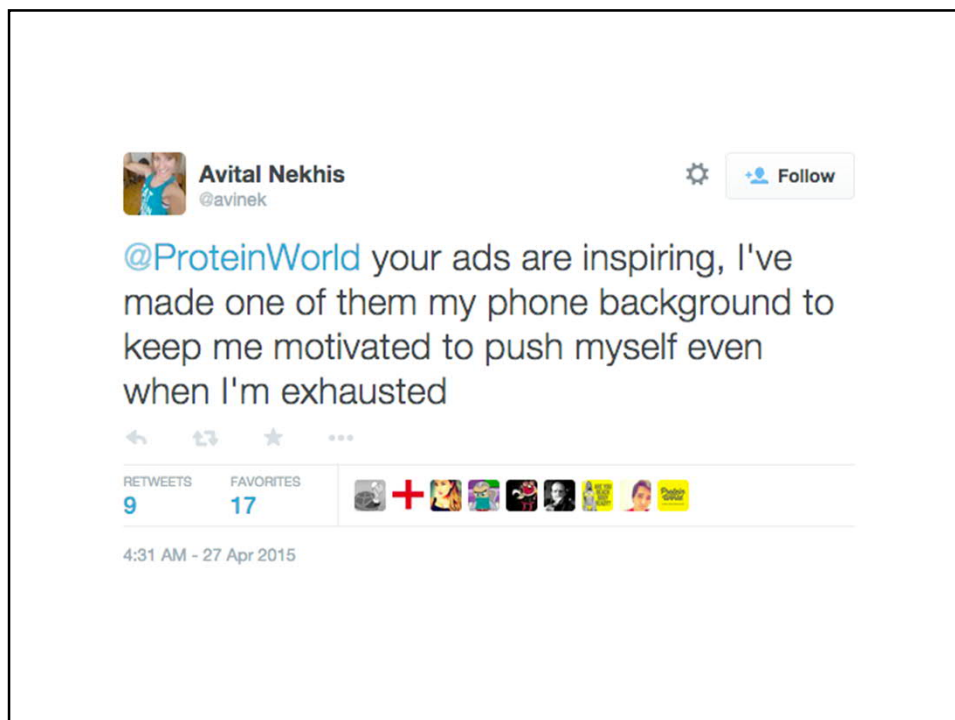 Avital Nekhis
@avinek
Follow
@ProteinWorld your ads are inspiring, I've
made one of them my phone background to
keep me motivated to push myself even
when I'm exhausted
RETWEETS FAVORITES
9 17
4:31 AM - 27 Apr 2015